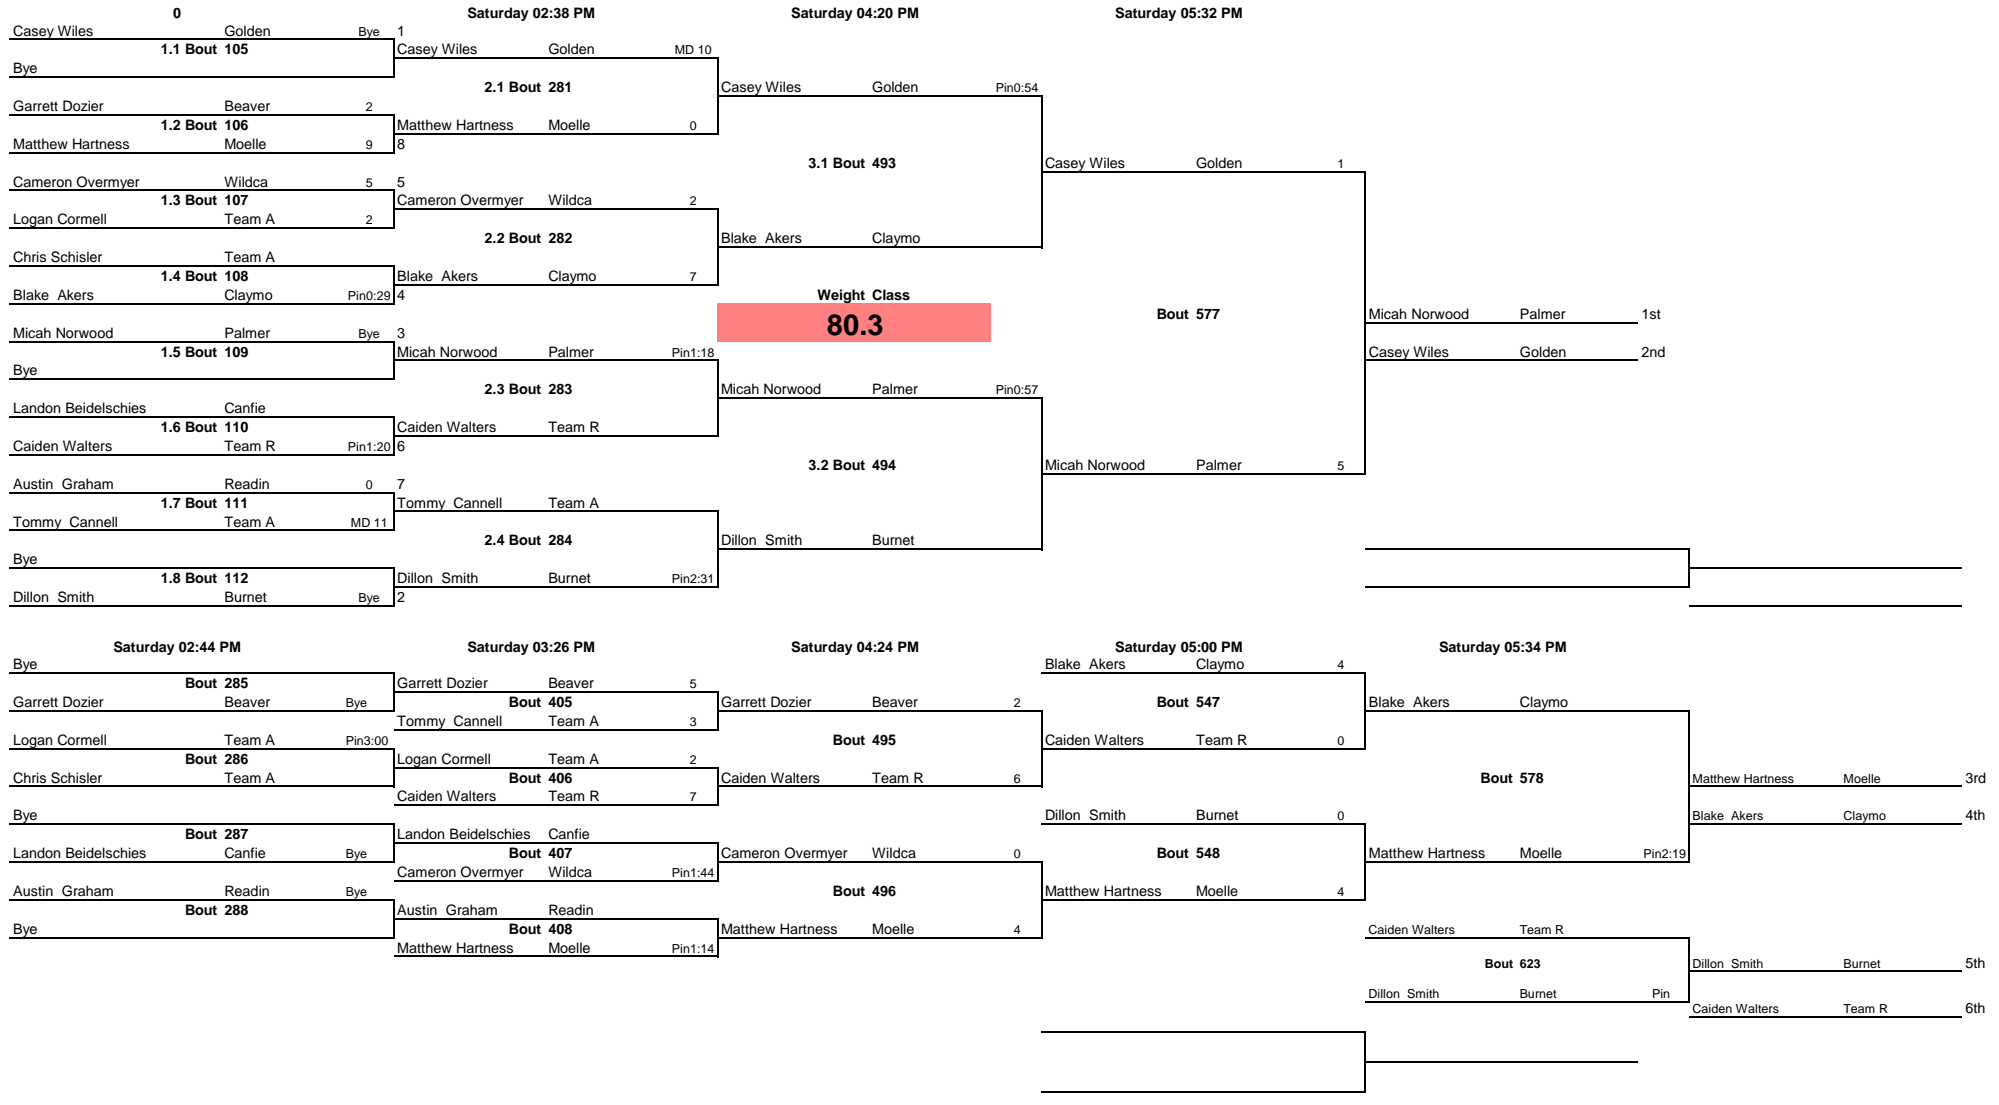 0 Saturday 02:38 PM Saturday 04:20 PM Saturday 05:32 PM
Casey Wiles Golden Bye 1
1.1 Bout 105 Casey Wiles Golden MD 10
Bye
2.1 Bout 281 Casey Wiles Golden Pin0:54
Garrett Dozier Beaver 2
1.2 Bout 106 Matthew Hartness Moelle 0
Matthew Hartness Moelle 9 8
3.1 Bout 493 Casey Wiles Golden 1
Cameron Overmyer Wildca 5 5
1.3 Bout 107 Cameron Overmyer Wildca 2
Logan Cormell Team A 2
2.2 Bout 282 Blake Akers Claymo
Chris Schisler Team A
1.4 Bout 108 Blake Akers Claymo 7
Blake Akers Claymo Pin0:29 4 Weight Class
80.3 Bout 577 Micah Norwood Palmer 1st
Micah Norwood Palmer Bye 3
1.5 Bout 109 Micah Norwood Palmer Pin1:18 Casey Wiles Golden 2nd
Bye
2.3 Bout 283 Micah Norwood Palmer Pin0:57
Landon Beidelschies Canfie
1.6 Bout 110 Caiden Walters Team R
Caiden Walters Team R Pin1:20 6
3.2 Bout 494 Micah Norwood Palmer 5
Austin Graham Readin 0 7
1.7 Bout 111 Tommy Cannell Team A
Tommy Cannell Team A MD 11
2.4 Bout 284 Dillon Smith Burnet
Bye
1.8 Bout 112 Dillon Smith Burnet Pin2:31
Dillon Smith Burnet Bye 2
Saturday 02:44 PM Saturday 03:26 PM Saturday 04:24 PM Saturday 05:00 PM Saturday 05:34 PM
Bye Blake Akers Claymo 4
Bout 285 Garrett Dozier Beaver 5
Garrett Dozier Beaver Bye Bout 405 Garrett Dozier Beaver 2 Bout 547 Blake Akers Claymo
Tommy Cannell Team A 3
Logan Cormell Team A Pin3:00 Bout 495 Caiden Walters Team R 0
Bout 286 Logan Cormell Team A 2
Chris Schisler Team A Bout 406 Caiden Walters Team R 6 Bout 578 Matthew Hartness Moelle 3rd
Caiden Walters Team R 7
Bye Dillon Smith Burnet 0 Blake Akers Claymo 4th
Bout 287 Landon Beidelschies Canfie
Landon Beidelschies Canfie Bye Bout 407 Cameron Overmyer Wildca 0 Bout 548 Matthew Hartness Moelle Pin2:19
Cameron Overmyer Wildca Pin1:44
Austin Graham Readin Bye Bout 496 Matthew Hartness Moelle 4
Bout 288 Austin Graham Readin
Bye Bout 408 Matthew Hartness Moelle 4 Caiden Walters Team R
Matthew Hartness Moelle Pin1:14
Bout 623 Dillon Smith Burnet 5th
Dillon Smith Burnet Pin
Caiden Walters Team R 6th